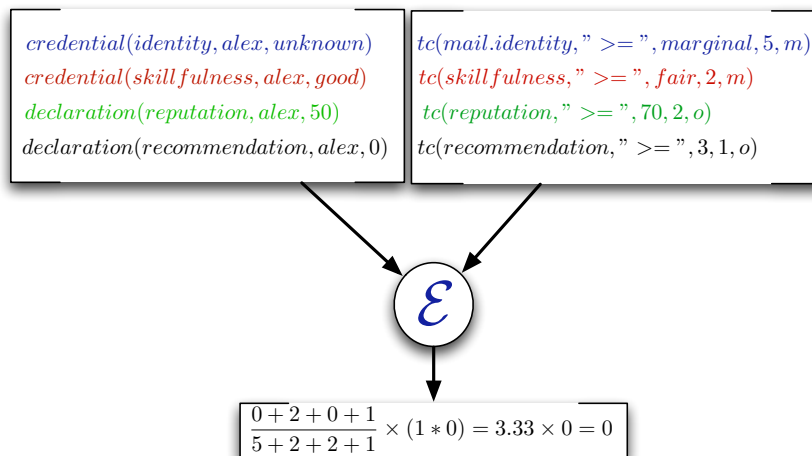 credential(identity, alex, unknown)
credential(skillfulness, alex, good)
declaration(reputation, alex, 50)
declaration(recommendation, alex, 0)
tc(mail.identity, " >= ", marginal, 5, m)
tc(skillfulness, " >= ", fair, 2, m)
tc(reputation, " >= ", 70, 2, o)
tc(recommendation, " >= ", 3, 1, o)
ℰ
0 + 2 + 0 + 1
5 + 2 + 2 + 1
× (1 * 0) = 3.33 × 0 = 0